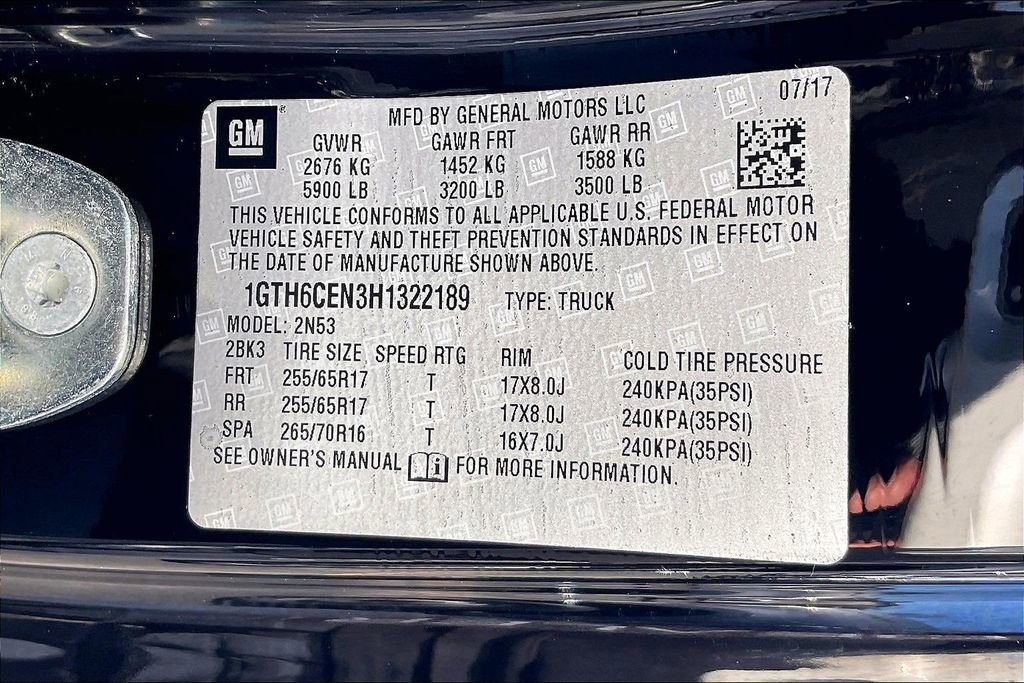 07/17
GM MFD BY GENERAL MOTORS LLC
GVWR GAWR FRT GAWR RR
2676 KG 1452 KG 1588 KG
5900 LB 3200 LB 3500 LB
THIS VEHICLE CONFORMS TO ALL APPLICABLE U.S. FEDERAL MOTOR
VEHICLE SAFETY AND THEFT PREVENTION STANDARDS IN EFFECT ON
THE DATE OF MANUFACTURE SHOWN ABOVE.
1GTH6CEN3H1322189 TYPE: TRUCK
MODEL: 2N53
2BK3 TIRE SIZE SPEED RTG RIM COLD TIRE PRESSURE
FRT 255/65R17 T 17X8.0J 240KPA(35PSI)
RR 255/65R17 T 17X8.0J 240KPA(35PSI)
SPA 265/70R16 T 16X7.0J 240KPA(35PSI)
SEE OWNER'S MANUAL FOR MORE INFORMATION.